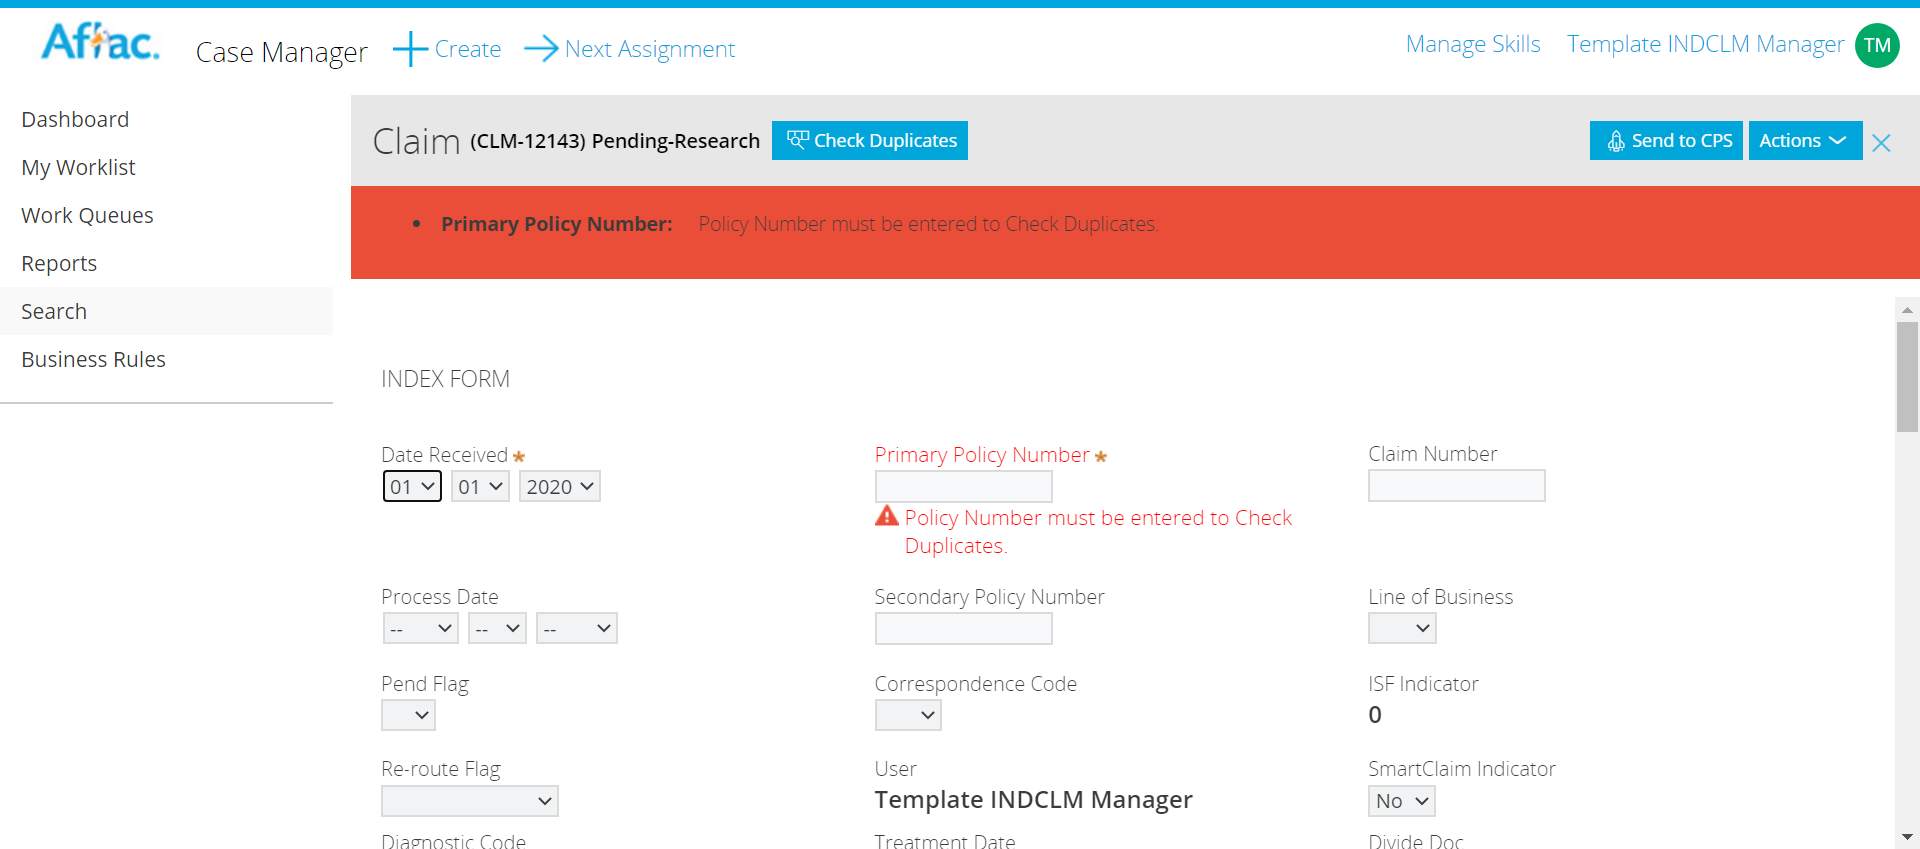 Aflac.
Case Manager
Create
Next Assignment
Manage Skills
Template INDCLM Manager
TM
Dashboard
My Worklist
Work Queues
Reports
Search
Business Rules
Claim (CLM-12143) Pending-Research
Check Duplicates
Send to CPS
Actions
• Primary Policy Number: Policy Number must be entered to Check Duplicates.
INDEX FORM
Date Received *
01 01 2020
Primary Policy Number *
Policy Number must be entered to Check
Duplicates.
Claim Number
Process Date
-- -- --
Secondary Policy Number
Line of Business
Pend Flag
Correspondence Code
ISF Indicator
0
Re-route Flag
User
Template INDCLM Manager
SmartClaim Indicator
No
Diagnostic Code
Treatment Date
Divide Doc